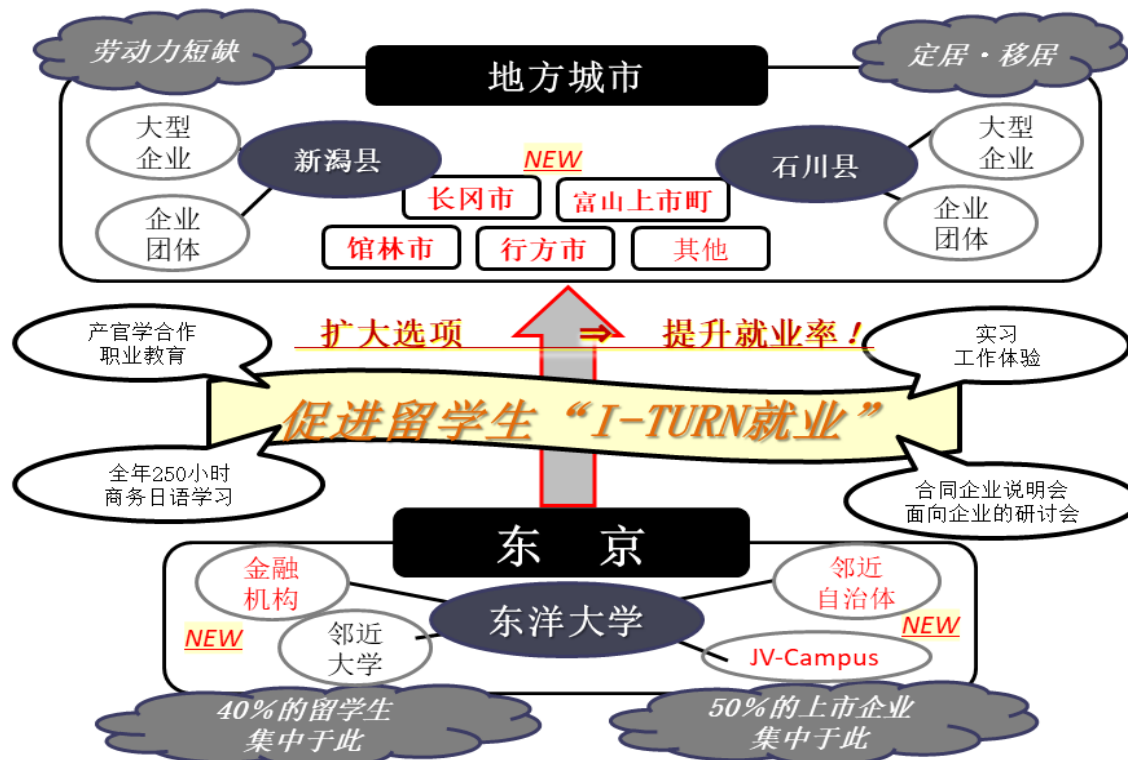 劳动力短缺
定居·移居
地方城市
大型
企业
新潟县
NEW
石川县
大型
企业
长冈市
富山上市町
企业
团体
企业
团体
馆林市
行方市
其他
产官学合作
职业教育
扩大选项 ⇒ 提升就业率！
实习
工作体验
促进留学生“I-TURN就业”
全年250小时
商务日语学习
合同企业说明会
面向企业的研讨会
东 京
金融
机构
邻近
自治体
东洋大学
NEW
NEW
邻近
大学
JV-Campus
40%的留学生
集中于此
50%的上市企业
集中于此